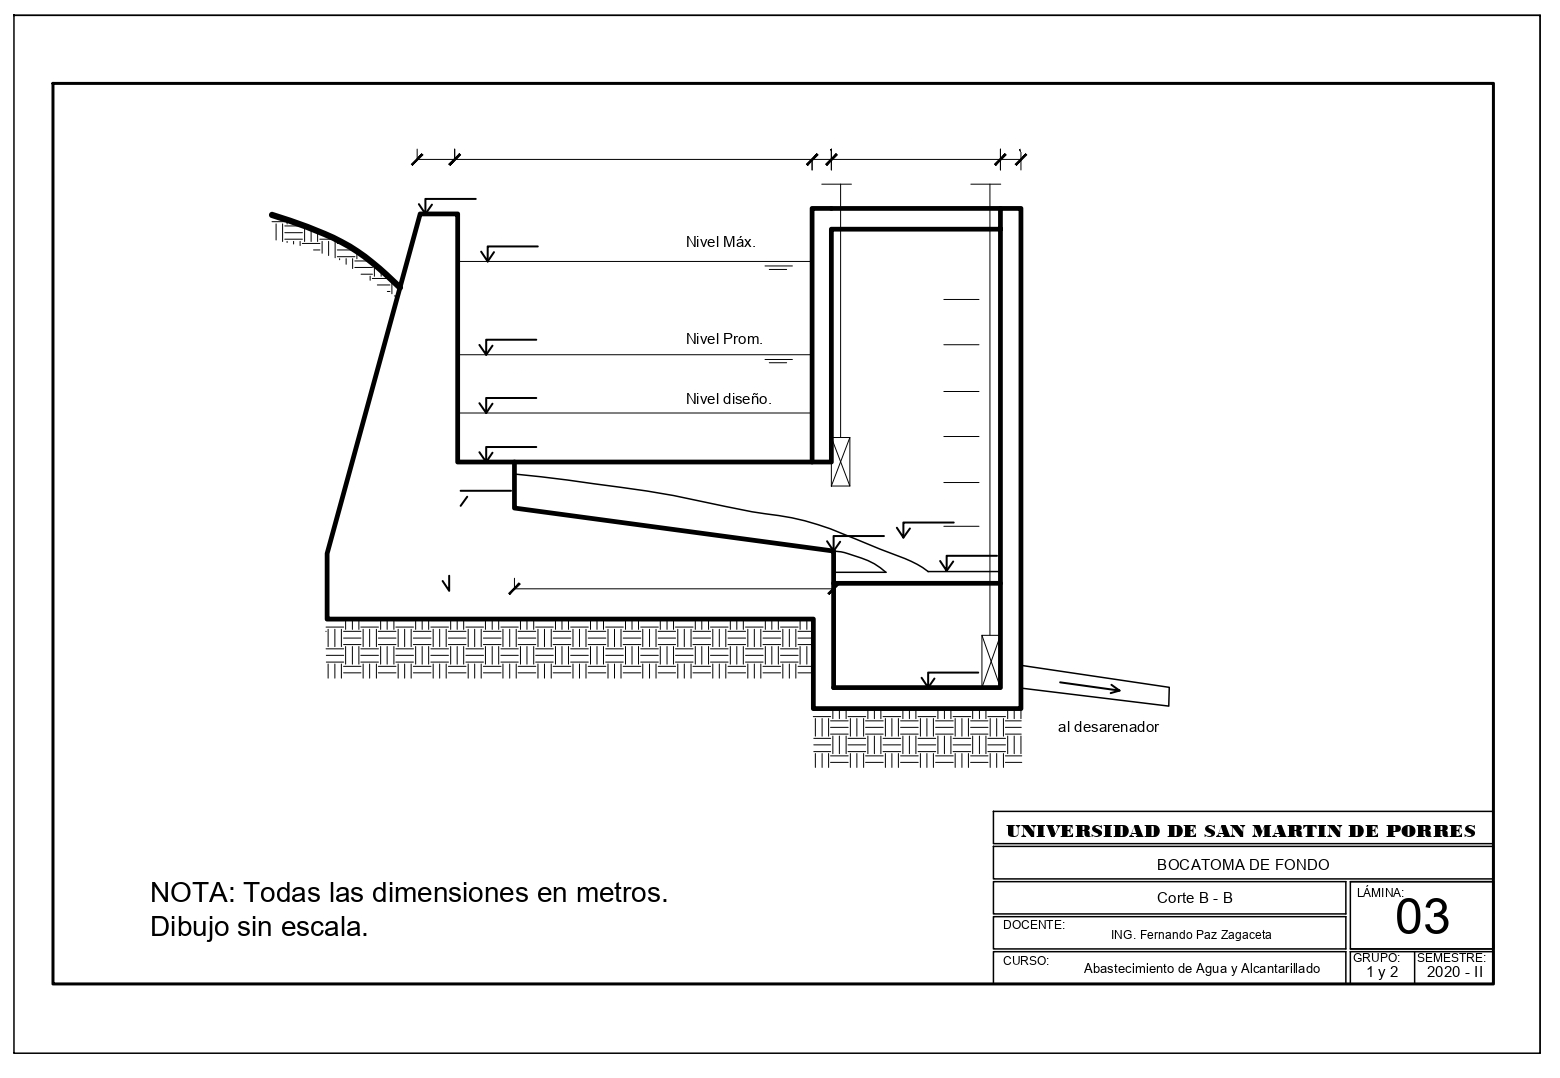 Nivel Máx.
Nivel Prom.
Nivel diseño.
al desarenador
NOTA: Todas las dimensiones en metros.
Dibujo sin escala.
UNIVERSIDAD DE SAN MARTIN DE PORRES
BOCATOMA DE FONDO
Corte B - B
LÁMINA:
03
DOCENTE:
ING. Fernando Paz Zagaceta
CURSO:
Abastecimiento de Agua y Alcantarillado
GRUPO:
1 y 2
SEMESTRE:
2020 - II